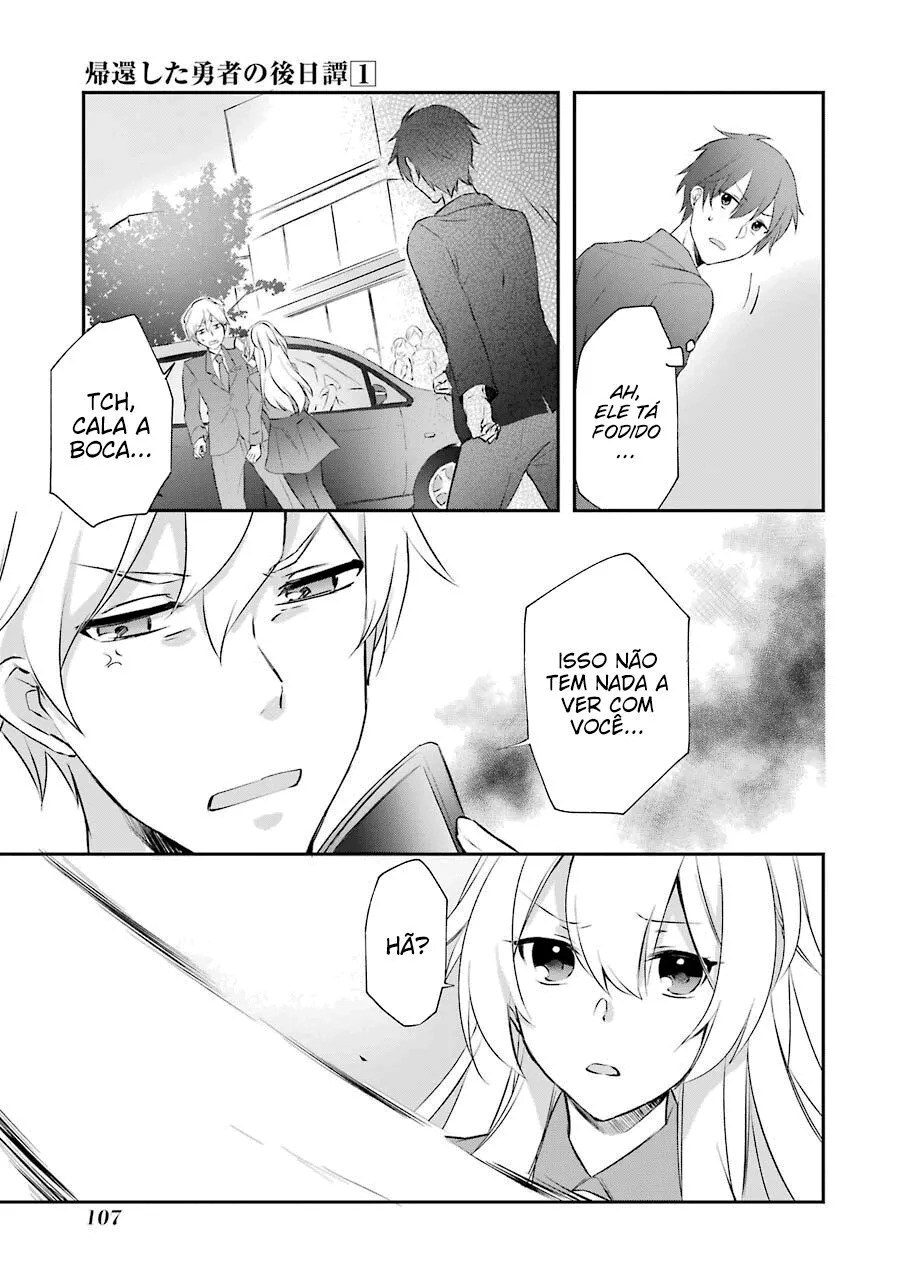 帰還した勇者の後日譚1
AH,
ELE TÁ
FODIDO
...
TCH,
CALA A
BOCA...
ISSO NÃO
TEM NADA A
VER COM
VOCÊ...
HÃ?
107